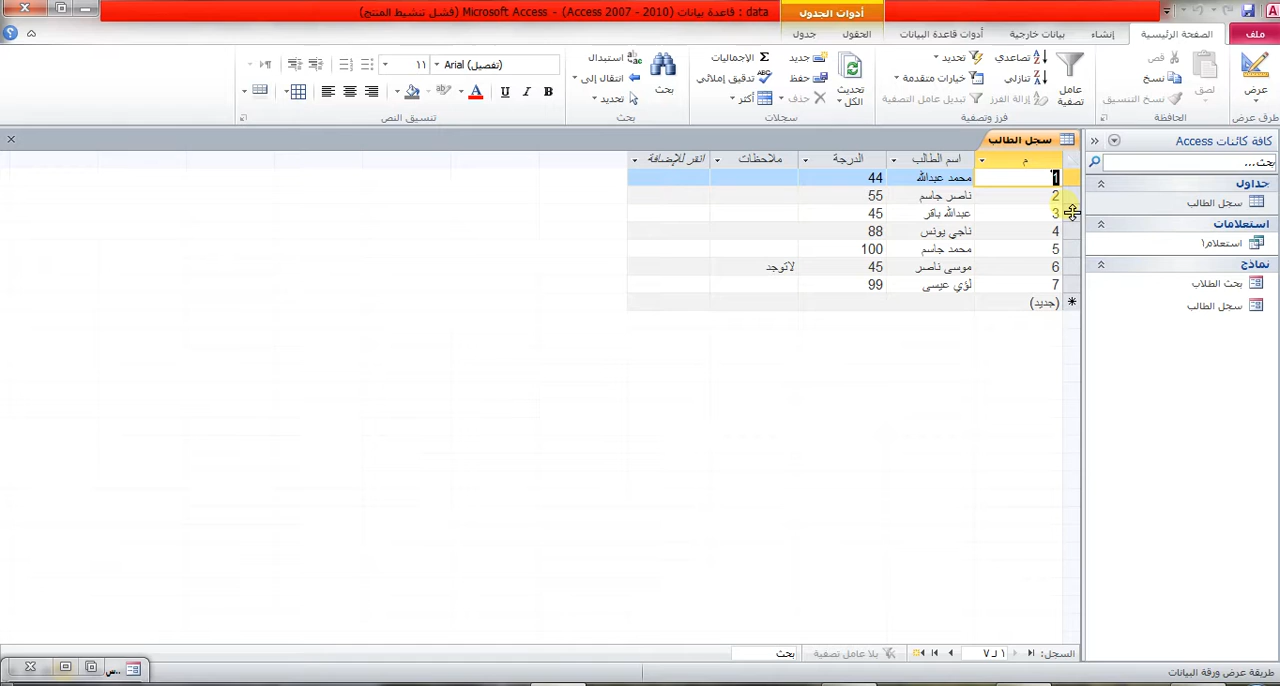 أدوات الجدول
data : قاعدة بيانات (Access 2007 - 2010) - Microsoft Access (فشل تنشيط المنتج)
ملف
الصفحة الرئيسية
إنشاء
بيانات خارجية
أدوات قاعدة البيانات
الحقول
جدول
عرض
طرق عرض
لصق
قص
نسخ
نسخ التنسيق
الحافظة
عامل تصفية
تصاعدي
تنازلي
إزالة الفرز
تحديد
خيارات متقدمة
تبديل عامل التصفية
فرز وتصفية
تحديث الكل
جديد
حفظ
حذف
الإجماليات
تدقيق إملائي
أكثر
سجلات
بحث
استبدال
انتقال إلى
تحديد
بحث
Arial (تفصيل)
١١
B I U
تنسيق النص
كافة كائنات Access
بحث...
جداول
سجل الطالب
استعلامات
استعلام١
نماذج
بحث الطلاب
سجل الطالب
سجل الطالب
م اسم الطالب الدرجة ملاحظات انقر للإضافة
1 محمد عبدالله 44
2 ناصر جاسم 55
3 عبدالله باقر 45
4 ناجي يونس 88
5 محمد جاسم 100
6 موسى ناصر 45 لاتوجد
7 لؤي عيسى 99
(جديد)
السجل: ١ لـ ٧ بلا عامل تصفية بحث
طريقة عرض ورقة البيانات